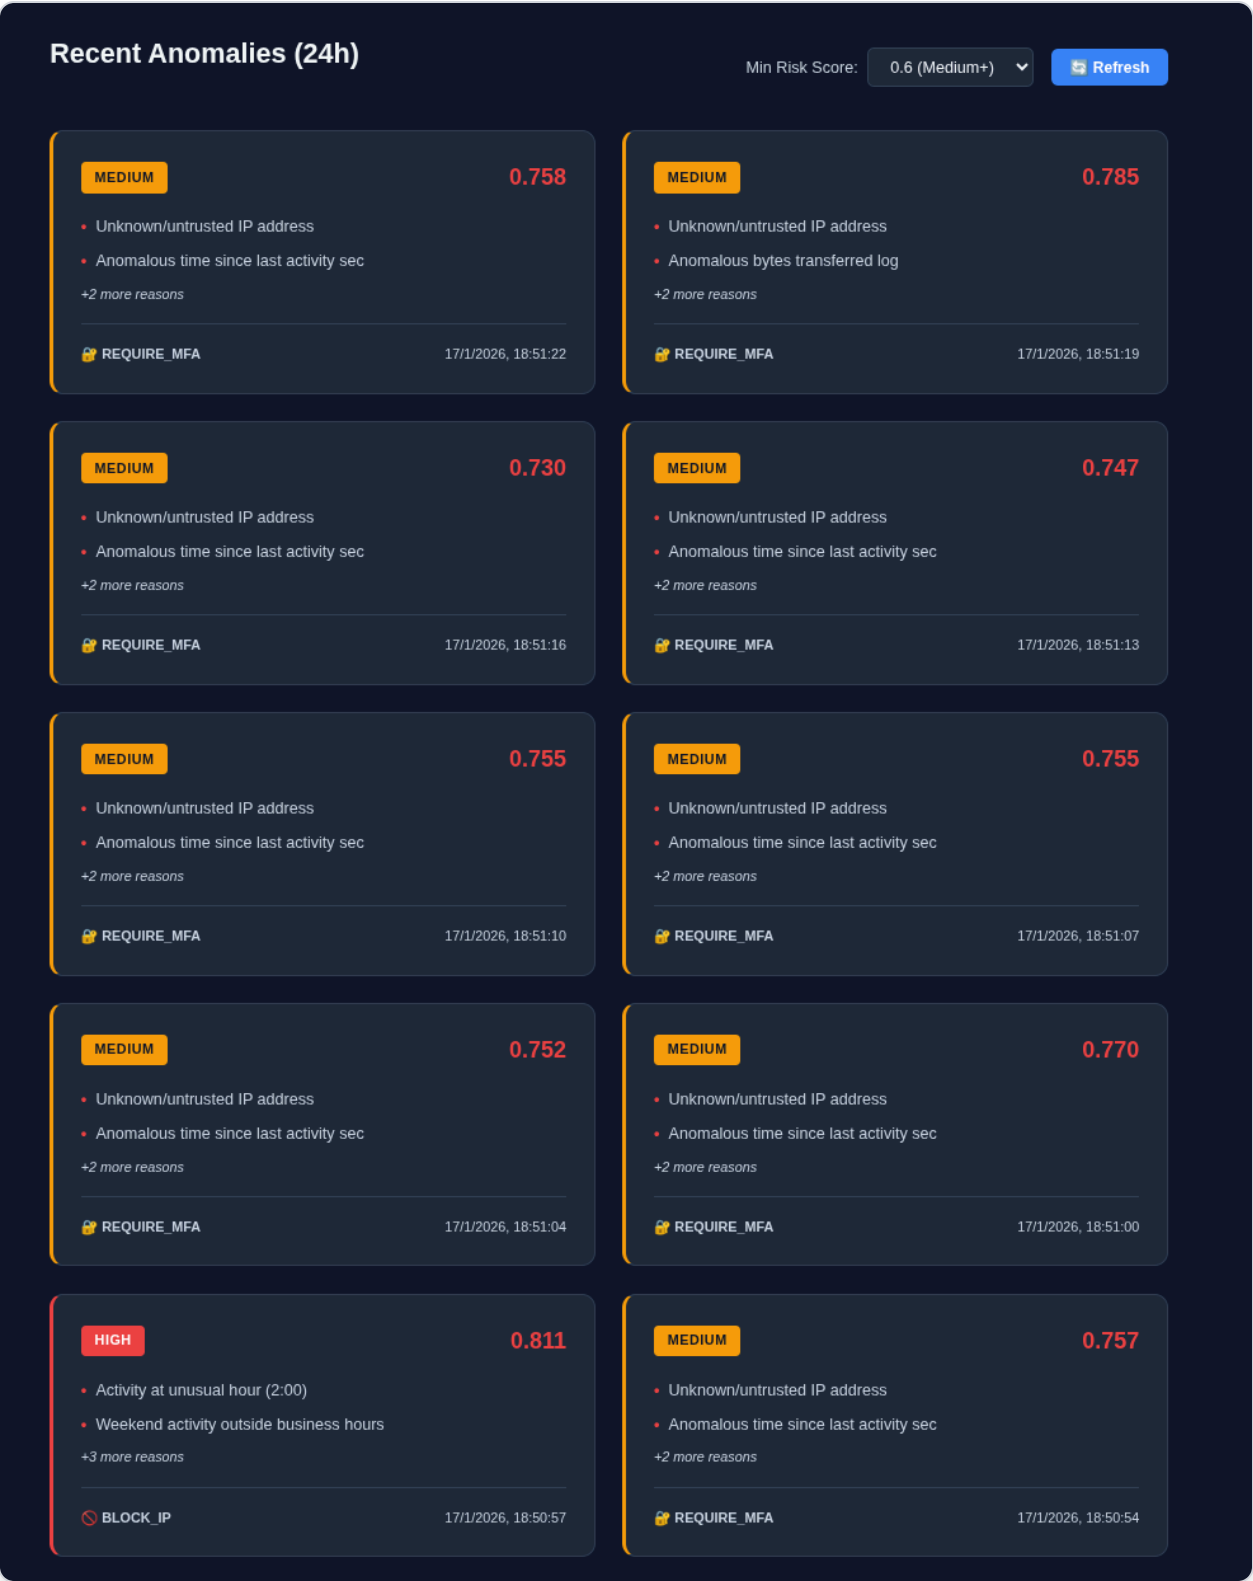 Recent Anomalies (24h)
Min Risk Score: 0.6 (Medium+) Refresh
MEDIUM 0.758
• Unknown/untrusted IP address
• Anomalous time since last activity sec
+2 more reasons
REQUIRE_MFA 17/1/2026, 18:51:22
MEDIUM 0.785
• Unknown/untrusted IP address
• Anomalous bytes transferred log
+2 more reasons
REQUIRE_MFA 17/1/2026, 18:51:19
MEDIUM 0.730
• Unknown/untrusted IP address
• Anomalous time since last activity sec
+2 more reasons
REQUIRE_MFA 17/1/2026, 18:51:16
MEDIUM 0.747
• Unknown/untrusted IP address
• Anomalous time since last activity sec
+2 more reasons
REQUIRE_MFA 17/1/2026, 18:51:13
MEDIUM 0.755
• Unknown/untrusted IP address
• Anomalous time since last activity sec
+2 more reasons
REQUIRE_MFA 17/1/2026, 18:51:10
MEDIUM 0.755
• Unknown/untrusted IP address
• Anomalous time since last activity sec
+2 more reasons
REQUIRE_MFA 17/1/2026, 18:51:07
MEDIUM 0.752
• Unknown/untrusted IP address
• Anomalous time since last activity sec
+2 more reasons
REQUIRE_MFA 17/1/2026, 18:51:04
MEDIUM 0.770
• Unknown/untrusted IP address
• Anomalous time since last activity sec
+2 more reasons
REQUIRE_MFA 17/1/2026, 18:51:00
HIGH 0.811
• Activity at unusual hour (2:00)
• Weekend activity outside business hours
+3 more reasons
BLOCK_IP 17/1/2026, 18:50:57
MEDIUM 0.757
• Unknown/untrusted IP address
• Anomalous time since last activity sec
+2 more reasons
REQUIRE_MFA 17/1/2026, 18:50:54